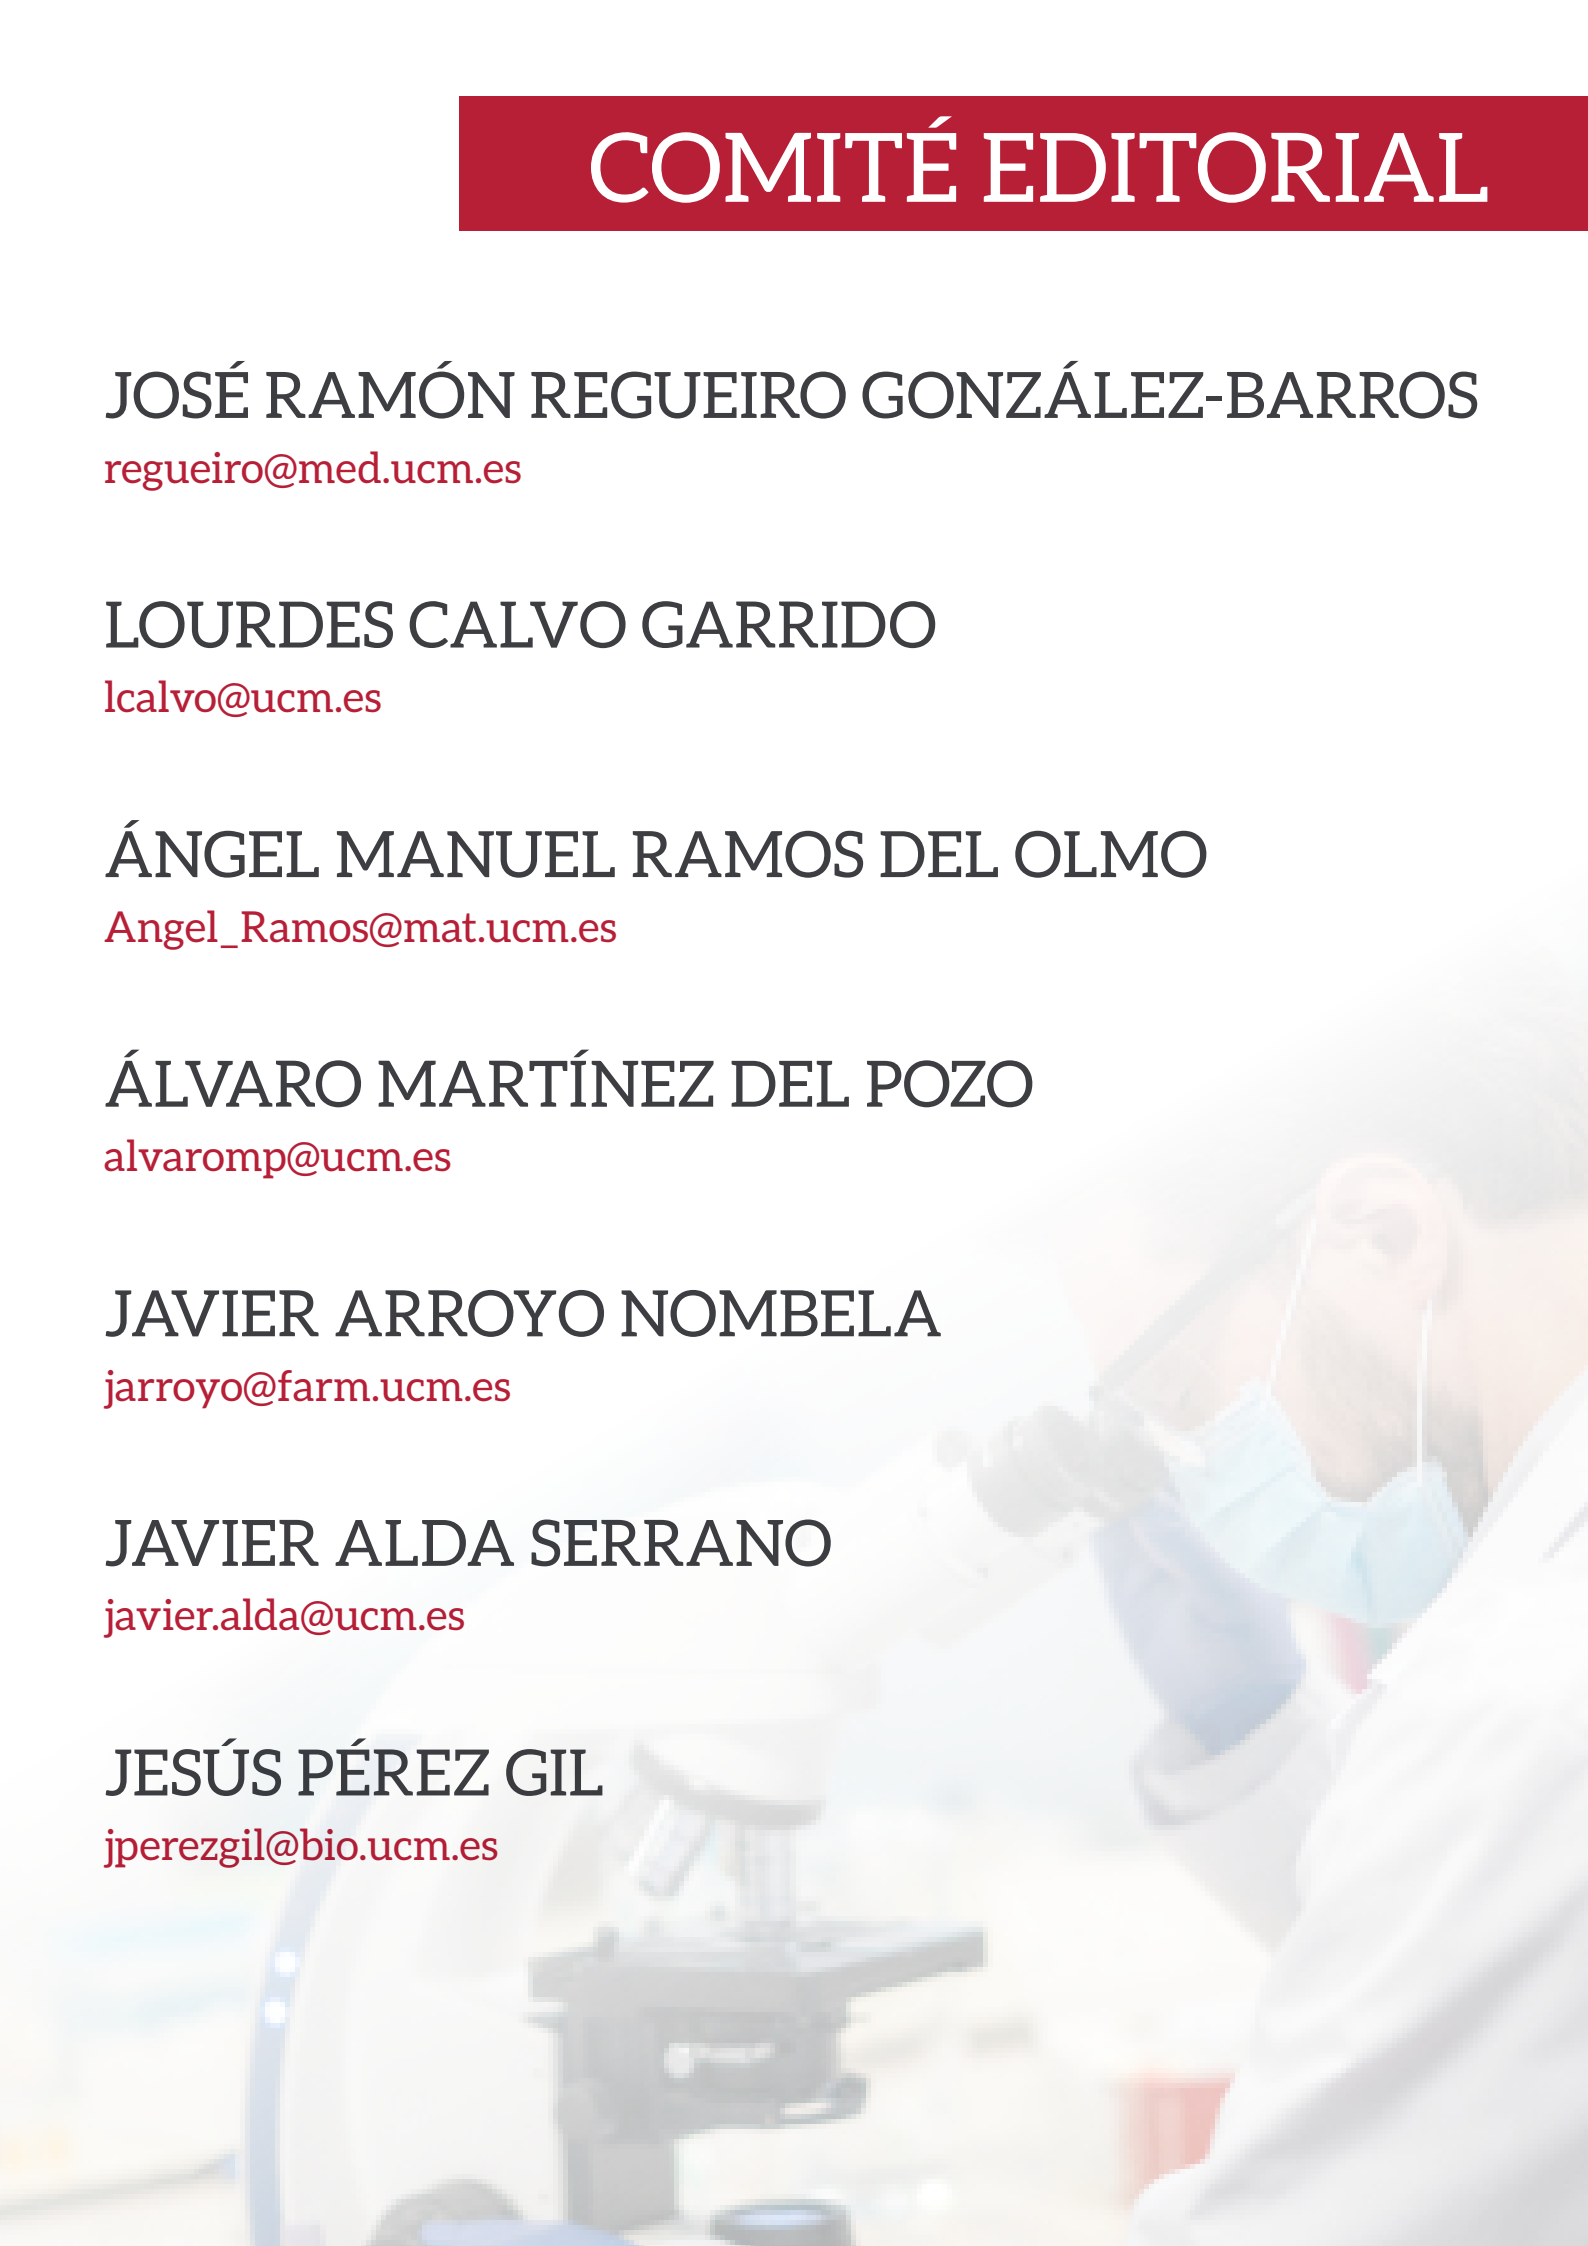 COMITÉ EDITORIAL
JOSÉ RAMÓN REGUEIRO GONZÁLEZ-BARROS
regueiro@med.ucm.es
LOURDES CALVO GARRIDO
lcalvo@ucm.es
ÁNGEL MANUEL RAMOS DEL OLMO
Angel_Ramos@mat.ucm.es
ÁLVARO MARTÍNEZ DEL POZO
alvaromp@ucm.es
JAVIER ARROYO NOMBELA
jarroyo@farm.ucm.es
JAVIER ALDA SERRANO
javier.alda@ucm.es
JESÚS PÉREZ GIL
jperezgil@bio.ucm.es